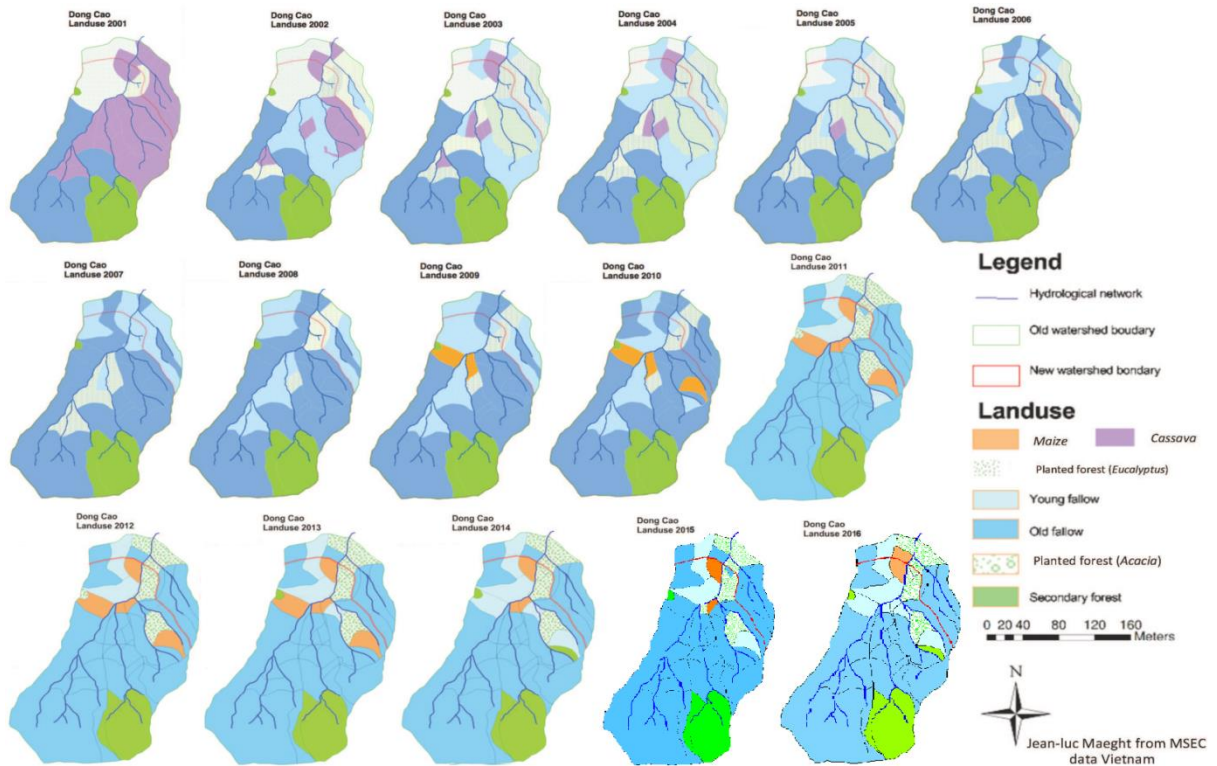 Dong Cao
Landuse 2001
Dong Cao
Landuse 2002
Dong Cao
Landuse 2003
Dong Cao
Landuse 2004
Dong Cao
Landuse 2005
Dong Cao
Landuse 2006
Dong Cao
Landuse 2007
Dong Cao
Landuse 2008
Dong Cao
Landuse 2009
Dong Cao
Landuse 2010
Dong Cao
Landuse 2011
Dong Cao
Landuse 2012
Dong Cao
Landuse 2013
Dong Cao
Landuse 2014
Dong Cao
Landuse 2015
Dong Cao
Landuse 2016
Legend
Hydrological network
Old watershed boudary
New watershed bondary
Landuse
Maize
Cassava
Planted forest (Eucalyptus)
Young fallow
Old fallow
Planted forest (Acacia)
Secondary forest
0 20 40 80 120 160
Meters
N
Jean-luc Maeght from MSEC
data Vietnam